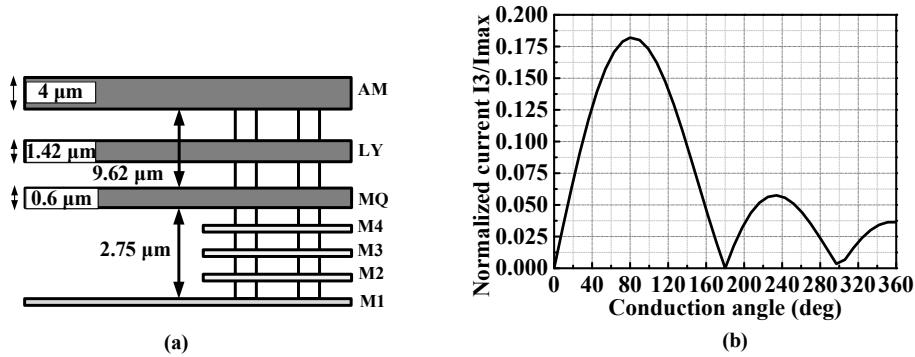 4 μm
AM
1.42 μm
LY
9.62 μm
0.6 μm
MQ
M4
2.75 μm
M3
M2
M1
(a)
Normalized current I3/Imax
0.200
0.175
0.150
0.125
0.100
0.075
0.050
0.025
0.000
0 40 80 120 160 200 240 280 320 360
Conduction angle (deg)
(b)